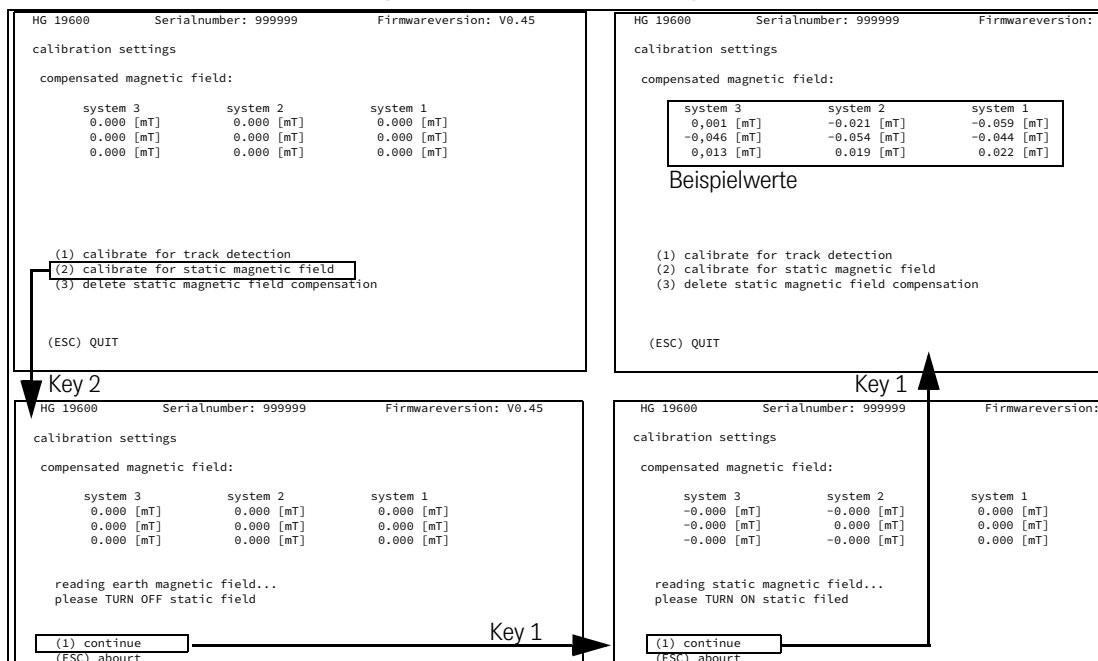 HG 19600 Serialnumber: 999999 Firmwareversion: V0.45
calibration settings
compensated magnetic field:
system 3 system 2 system 1
0.000 [mT] 0.000 [mT] 0.000 [mT]
0.000 [mT] 0.000 [mT] 0.000 [mT]
0.000 [mT] 0.000 [mT] 0.000 [mT]
(1) calibrate for track detection
(2) calibrate for static magnetic field
(3) delete static magnetic field compensation
(ESC) QUIT
HG 19600 Serialnumber: 999999 Firmwareversion:
calibration settings
compensated magnetic field:
system 3 system 2 system 1
0,001 [mT] -0.021 [mT] -0.059 [mT]
-0,046 [mT] -0.054 [mT] -0.044 [mT]
0,013 [mT] 0.019 [mT] 0.022 [mT]
Beispielwerte
(1) calibrate for track detection
(2) calibrate for static magnetic field
(3) delete static magnetic field compensation
(ESC) QUIT
Key 2
Key 1
HG 19600 Serialnumber: 999999 Firmwareversion: V0.45
calibration settings
compensated magnetic field:
system 3 system 2 system 1
0.000 [mT] 0.000 [mT] 0.000 [mT]
0.000 [mT] 0.000 [mT] 0.000 [mT]
0.000 [mT] 0.000 [mT] 0.000 [mT]
reading earth magnetic field...
please TURN OFF static field
(1) continue
(ESC) abourt
Key 1
HG 19600 Serialnumber: 999999 Firmwareversion:
calibration settings
compensated magnetic field:
system 3 system 2 system 1
-0.000 [mT] -0.000 [mT] 0.000 [mT]
-0.000 [mT] 0.000 [mT] 0.000 [mT]
-0.000 [mT] -0.000 [mT] 0.000 [mT]
reading static magnetic field...
please TURN ON static filed
(1) continue
(ESC) abourt